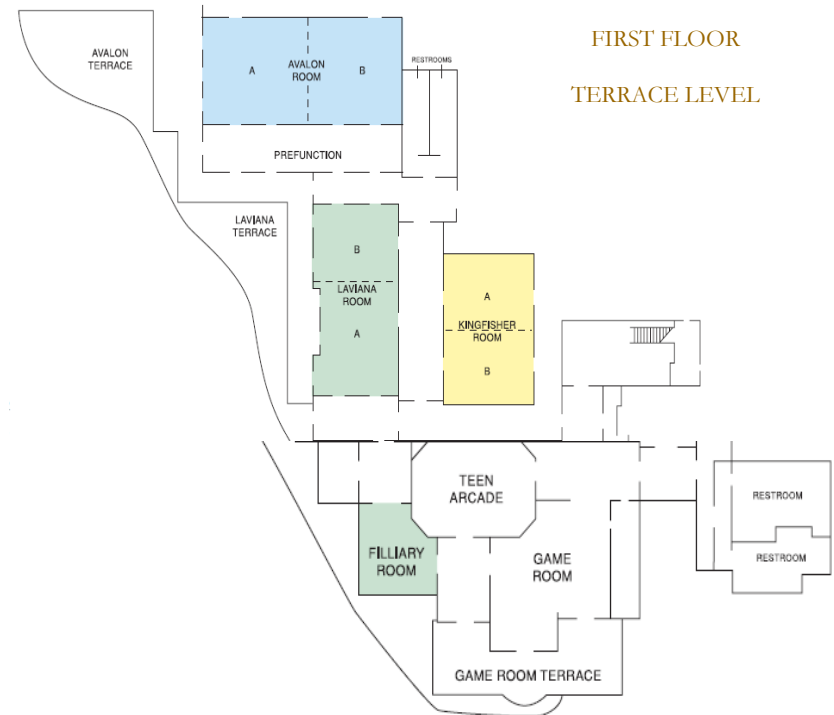 FIRST FLOOR
TERRACE LEVEL
AVALON
TERRACE
A
AVALON
ROOM
B
RESTROOMS
PREFUNCTION
LAVIANA
TERRACE
B
LAVIANA
ROOM
A
A
KINGFISHER
ROOM
B
TEEN
ARCADE
FILLIARY
ROOM
GAME
ROOM
RESTROOM
RESTROOM
GAME ROOM TERRACE